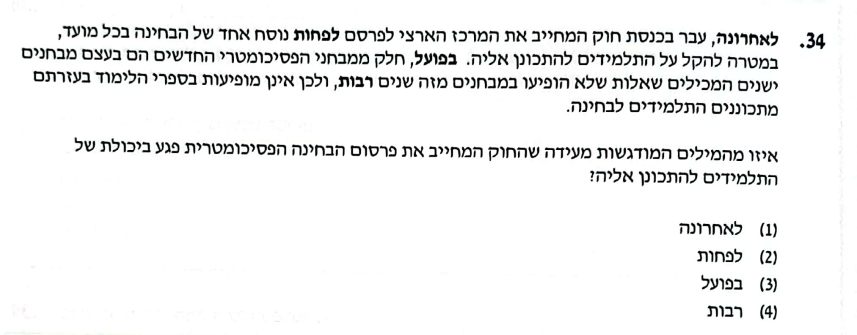 34. לאחרונה, עבר בכנסת חוק המחייב את המרכז הארצי לפרסם לפחות נוסח אחד של הבחינה בכל מועד,
במטרה להקל על התלמידים להתכונן אליה. בפועל, חלק ממבחני הפסיכומטרי החדשים הם בעצם מבחנים
ישנים המכילים שאלות שלא הופיעו במבחנים מזה שנים רבות, ולכן אינן מופיעות בספרי הלימוד בעזרתם
מתכוננים התלמידים לבחינה.
איזו מהמילים המודגשות מעידה שהחוק המחייב את פרסום הבחינה הפסיכומטרית פגע ביכולת של
התלמידים להתכונן אליה?
(1) לאחרונה
(2) לפחות
(3) בפועל
(4) רבות